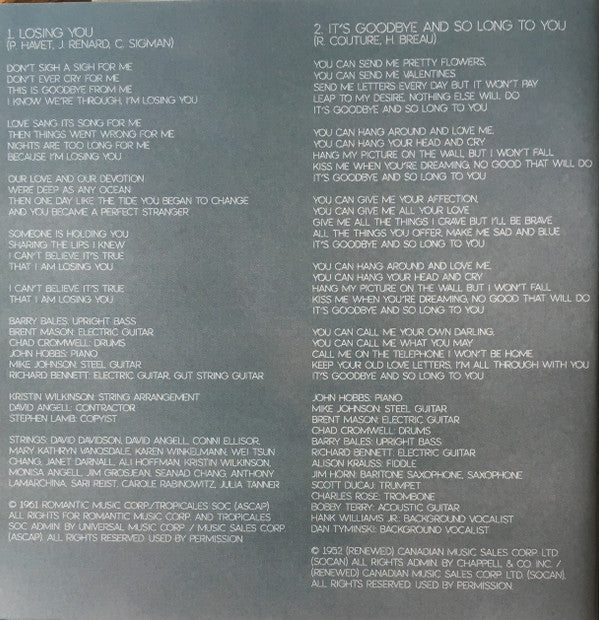 1. LOSING YOU
(P. HAVET, J. RENARD, C. SIGMAN)
DON'T SIGH A SIGH FOR ME
DON'T EVER CRY FOR ME
THIS IS GOODBYE FROM ME
I KNOW WE'RE THROUGH, I'M LOSING YOU
LOVE SANG ITS SONG FOR ME
THEN THINGS WENT WRONG FOR ME
NIGHTS ARE TOO LONG FOR ME
BECAUSE I'M LOSING YOU
OUR LOVE AND OUR DEVOTION
WERE DEEP AS ANY OCEAN
THEN ONE DAY LIKE THE TIDE YOU BEGAN TO CHANGE
AND YOU BECAME A PERFECT STRANGER
SOMEONE IS HOLDING YOU
SHARING THE LIPS I KNEW
I CAN'T BELIEVE IT'S TRUE
THAT I AM LOSING YOU
I CAN'T BELIEVE IT'S TRUE
THAT I AM LOSING YOU
BARRY BALES: UPRIGHT BASS
BRENT MASON: ELECTRIC GUITAR
CHAD CROMWELL: DRUMS
JOHN HOBBS: PIANO
MIKE JOHNSON: STEEL GUITAR
RICHARD BENNETT: ELECTRIC GUITAR, GUT STRING GUITAR
KRISTIN WILKINSON: STRING ARRANGEMENT
DAVID ANGELL: CONTRACTOR
STEPHEN LAMB: COPYIST
STRINGS: DAVID DAVIDSON, DAVID ANGELL, CONNI ELLISOR,
MARY KATHRYN VANOSDALE, KAREN WINKELMANN, WEI TSUN
CHANG, JANET DARNALL, ALI HOFFMAN, KRISTIN WILKINSON,
MONISA ANGELL, JIM GROSJEAN, SEANAD CHANG, ANTHONY
LAMARCHINA, SARI REIST, CAROLE RABINOWITZ, JULIA TANNER
© 1961 ROMANTIC MUSIC CORP./TROPICALES SOC (ASCAP)
ALL RIGHTS FOR ROMANTIC MUSIC CORP. AND TROPICALES
SOC ADMIN. BY UNIVERSAL MUSIC CORP. / MUSIC SALES CORP.
(ASCAP). ALL RIGHTS RESERVED. USED BY PERMISSION
2. IT'S GOODBYE AND SO LONG TO YOU
(R. COUTURE, H. BREAU)
YOU CAN SEND ME PRETTY FLOWERS,
YOU CAN SEND ME VALENTINES
SEND ME LETTERS EVERY DAY BUT IT WON'T PAY
LEAP TO MY DESIRE, NOTHING ELSE WILL DO
IT'S GOODBYE AND SO LONG TO YOU
YOU CAN HANG AROUND AND LOVE ME,
YOU CAN HANG YOUR HEAD AND CRY
HANG MY PICTURE ON THE WALL BUT I WON'T FALL
KISS ME WHEN YOU'RE DREAMING, NO GOOD THAT WILL DO
IT'S GOODBYE AND SO LONG TO YOU
YOU CAN GIVE ME YOUR AFFECTION,
YOU CAN GIVE ME ALL YOUR LOVE
GIVE ME ALL THE THINGS I CRAVE BUT I'LL BE BRAVE
ALL THE THINGS YOU OFFER, MAKE ME SAD AND BLUE
IT'S GOODBYE AND SO LONG TO YOU
YOU CAN HANG AROUND AND LOVE ME,
YOU CAN HANG YOUR HEAD AND CRY
HANG MY PICTURE ON THE WALL BUT I WON'T FALL
KISS ME WHEN YOU'RE DREAMING, NO GOOD THAT WILL DO
IT'S GOODBYE AND SO LONG TO YOU
YOU CAN CALL ME YOUR OWN DARLING,
YOU CAN CALL ME WHAT YOU MAY
CALL ME ON THE TELEPHONE I WON'T BE HOME.
KEEP YOUR OLD LOVE LETTERS, I'M ALL THROUGH WITH YOU
IT'S GOODBYE AND SO LONG TO YOU
JOHN HOBBS: PIANO
MIKE JOHNSON: STEEL GUITAR
BRENT MASON: ELECTRIC GUITAR
CHAD CROMWELL: DRUMS
BARRY BALES: UPRIGHT BASS
RICHARD BENNETT: ELECTRIC GUITAR
ALISON KRAUSS: FIDDLE
JIM HORN: BARITONE SAXOPHONE, SAXOPHONE
SCOTT DUCAJ: TRUMPET
CHARLES ROSE: TROMBONE
BOBBY TERRY: ACOUSTIC GUITAR
HANK WILLIAMS JR.: BACKGROUND VOCALIST
DAN TYMINSKI: BACKGROUND VOCALIST
© 1952 (RENEWED) CANADIAN MUSIC SALES CORP. LTD.
(SOCAN) ALL RIGHTS ADMIN. BY CHAPPELL & CO. INC. /
(RENEWED) CANADIAN MUSIC SALES CORP. LTD. (SOCAN),
ALL RIGHTS RESERVED. USED BY PERMISSION.